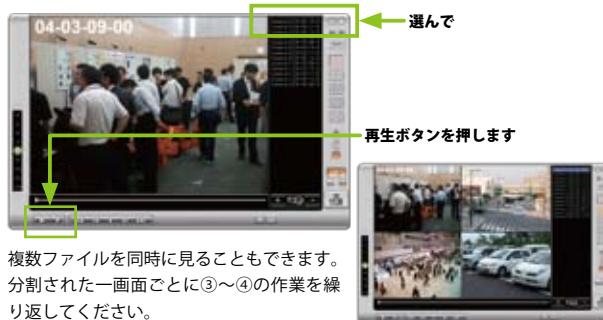 04-03-09-00
選んで
再生ボタンを押します
複数ファイルを同時に見ることもできます。
分割された一画面ごとに③〜④の作業を繰
り返してください。